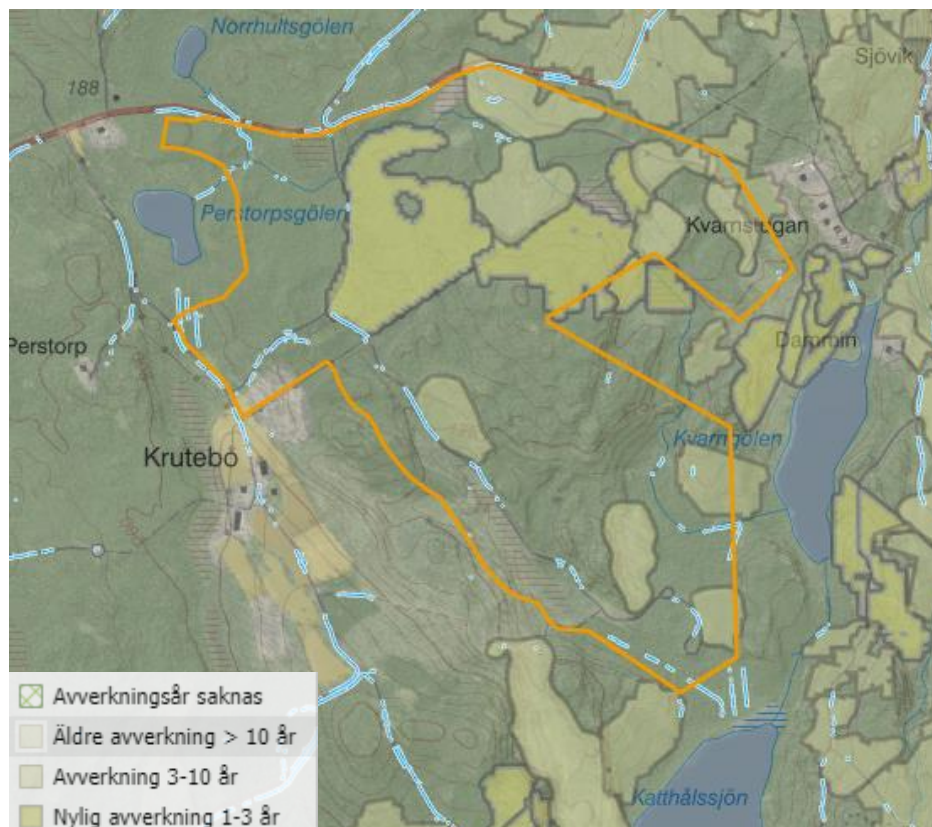 Norrhultsgölen
Sjövik
188
Perstorpsgölen
Kvarnstugan
Perstorp
Dammen
Kvarngölen
Krutebo
Avverkningsår saknas
Äldre avverkning > 10 år
Avverkning 3-10 år
Katthålssjön
Nylig avverkning 1-3 år